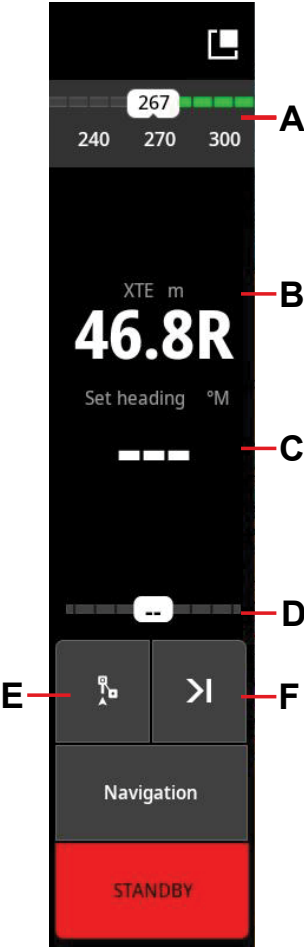 267
240 270 300
A
XTE m
B
46.8R
Set heading °M
---
C
--
D
E
F
Navigation
STANDBY